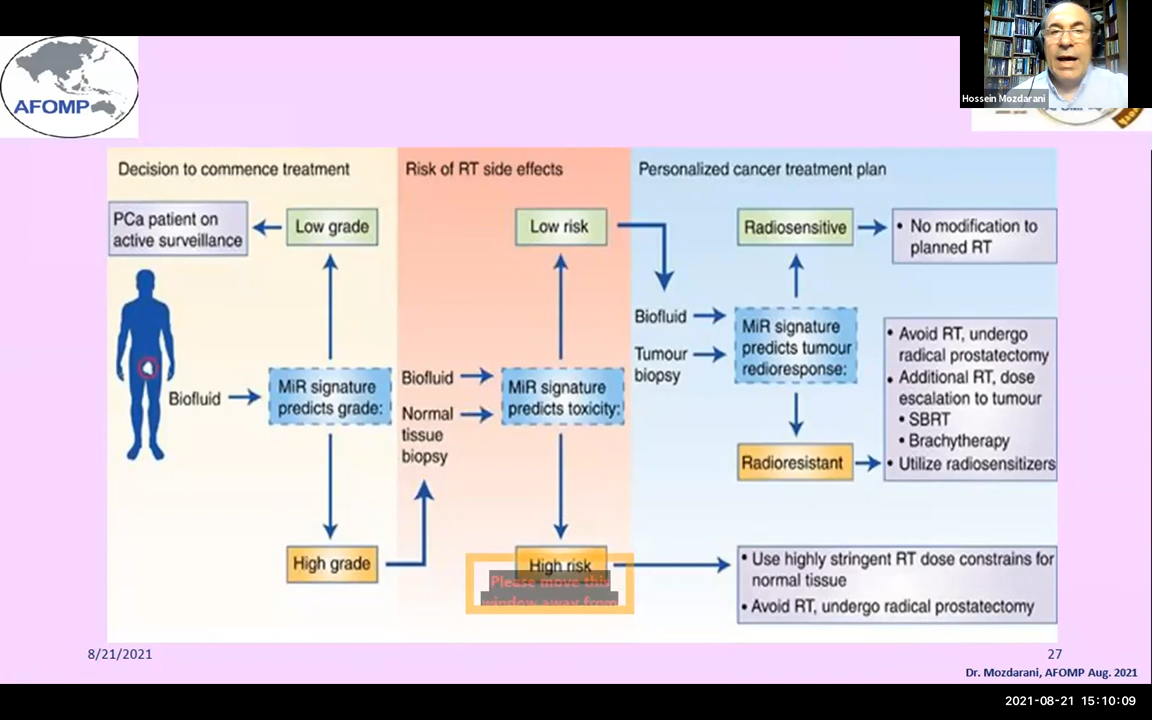 Hossein Mozdarani
AFOMP
Decision to commence treatment
PCa patient on
active surveillance
Low grade
Biofluid
MiR signature
predicts grade:
High grade
Risk of RT side effects
Low risk
Biofluid
Normal
tissue
biopsy
MiR signature
predicts toxicity:
High risk
Please move this
window away from
Personalized cancer treatment plan
Biofluid
Tumour
biopsy
MiR signature
predicts tumour
redioresponse:
Radiosensitive
• No modification to
planned RT
Radioresistant
• Avoid RT, undergo
radical prostatectomy
• Additional RT, dose
escalation to tumour
• SBRT
• Brachytherapy
• Utilize radiosensitizers
• Use highly stringent RT dose constrains for
normal tissue
• Avoid RT, undergo radical prostatectomy
8/21/2021
27
Dr. Mozdarani, AFOMP Aug. 2021
2021-08-21 15:10:09